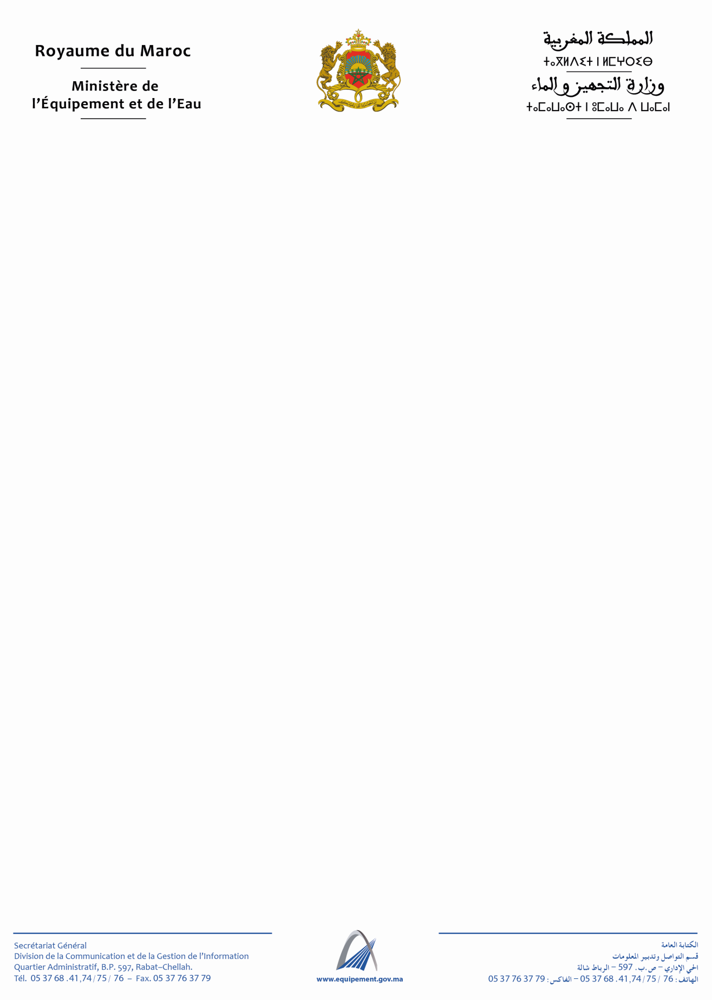 Royaume du Maroc
Ministère de
l’Équipement et de l’Eau
المملكة المغربية
ⵜⴰⴳⵍⴷⵉⵜ ⵏ ⵍⵎⵖⵔⵉⴱ
وزارة التجهيز و الماء
ⵜⴰⵎⴰⵡⴰⵙⵜ ⵏ ⵓⵎⴰⵡⴰ ⴷ ⵡⴰⵎⴰⵏ
Secrétariat Général
Division de la Communication et de la Gestion de l’Information
Quartier Administratif, B.P. 597, Rabat–Chellah.
Tél. 05 37 68 .41,74/75/ 76 – Fax. 05 37 76 37 79
www.equipement.gov.ma
الكتابة العامة
قسم التواصل وتدبير المعلومات
الحي الإداري – ص.ب. 597 – الرباط شالة
الهاتف : 05 37 68 .41,74/75/ 76 – الفاكس : 05 37 76 37 79